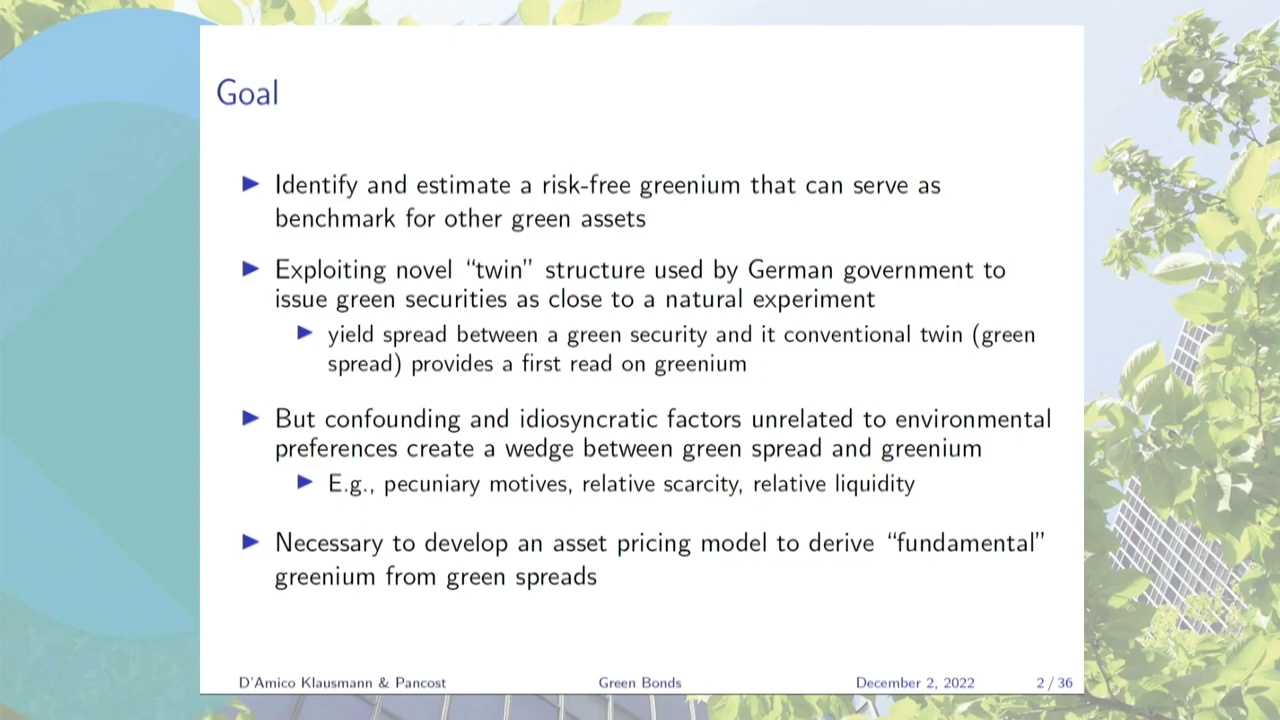 Goal
Identify and estimate a risk-free greenium that can serve as
benchmark for other green assets
Exploiting novel “twin” structure used by German government to
issue green securities as close to a natural experiment
yield spread between a green security and it conventional twin (green
spread) provides a first read on greenium
But confounding and idiosyncratic factors unrelated to environmental
preferences create a wedge between green spread and greenium
E.g., pecuniary motives, relative scarcity, relative liquidity
Necessary to develop an asset pricing model to derive “fundamental”
greenium from green spreads
D'Amico Klausmann & Pancost Green Bonds December 2, 2022 2 / 36